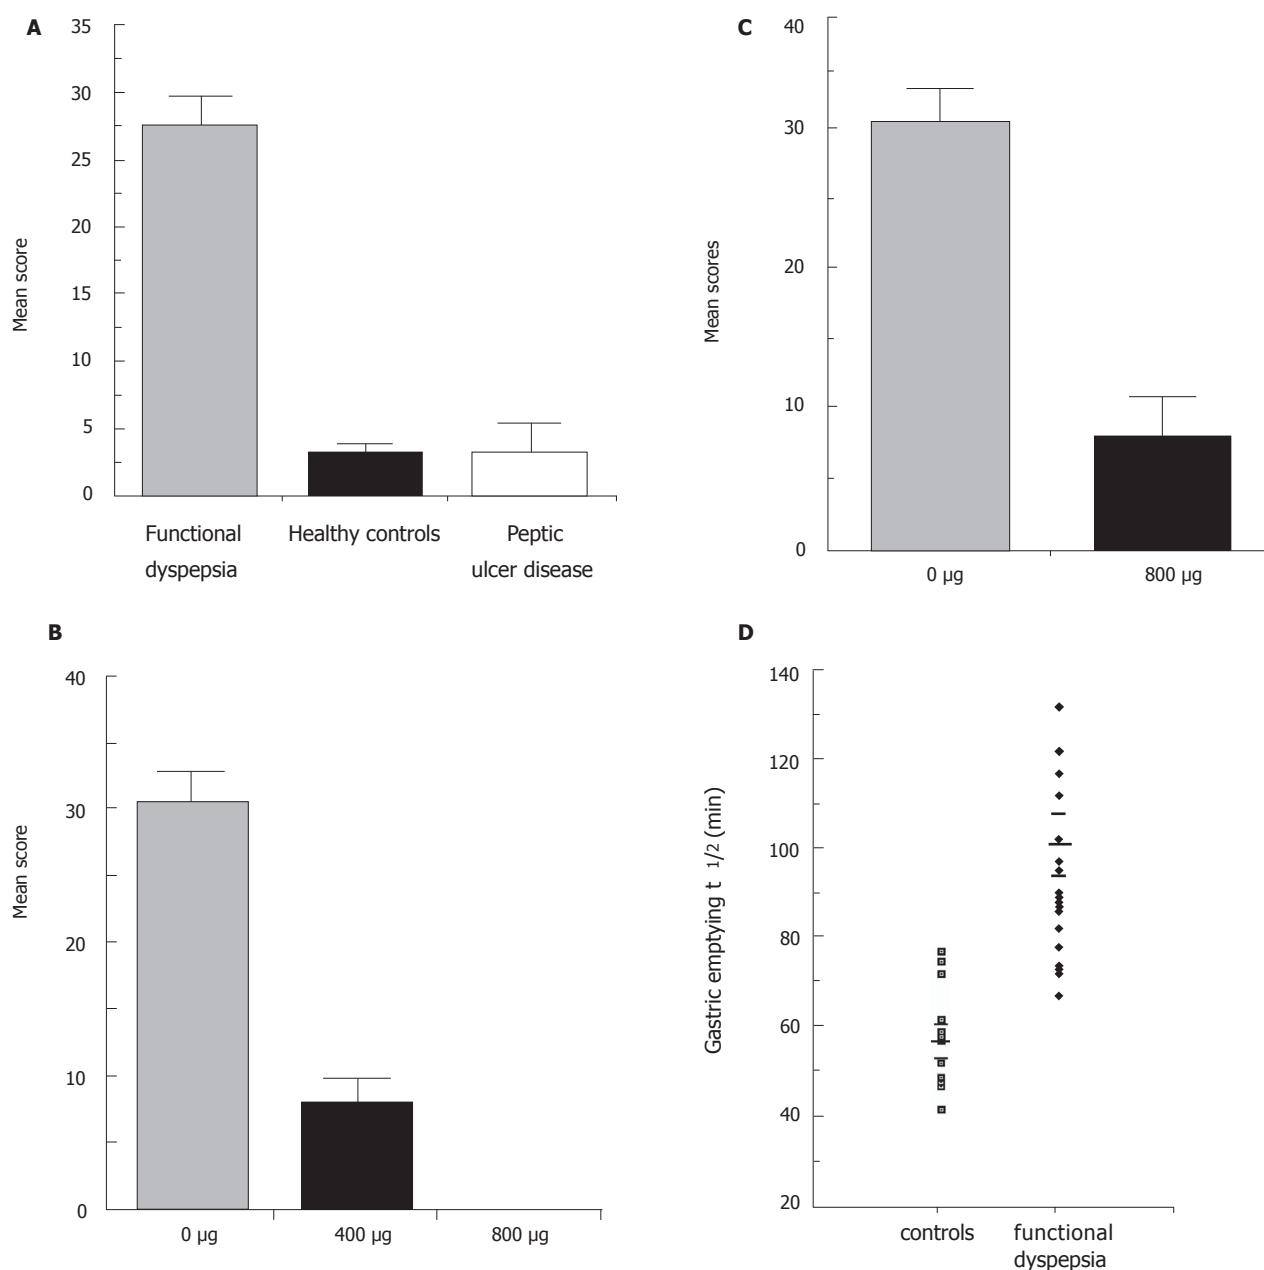 A
35
30
25
20
15
10
5
0
Mean score
Functional
dyspepsia
Healthy controls
Peptic
ulcer disease
C
40
30
20
10
0
Mean scores
0 µg
800 µg
B
40
30
20
10
0
Mean score
0 µg
400 µg
800 µg
D
140
120
100
80
60
40
20
Gastric emptying t 1/2 (min)
controls
functional
dyspepsia